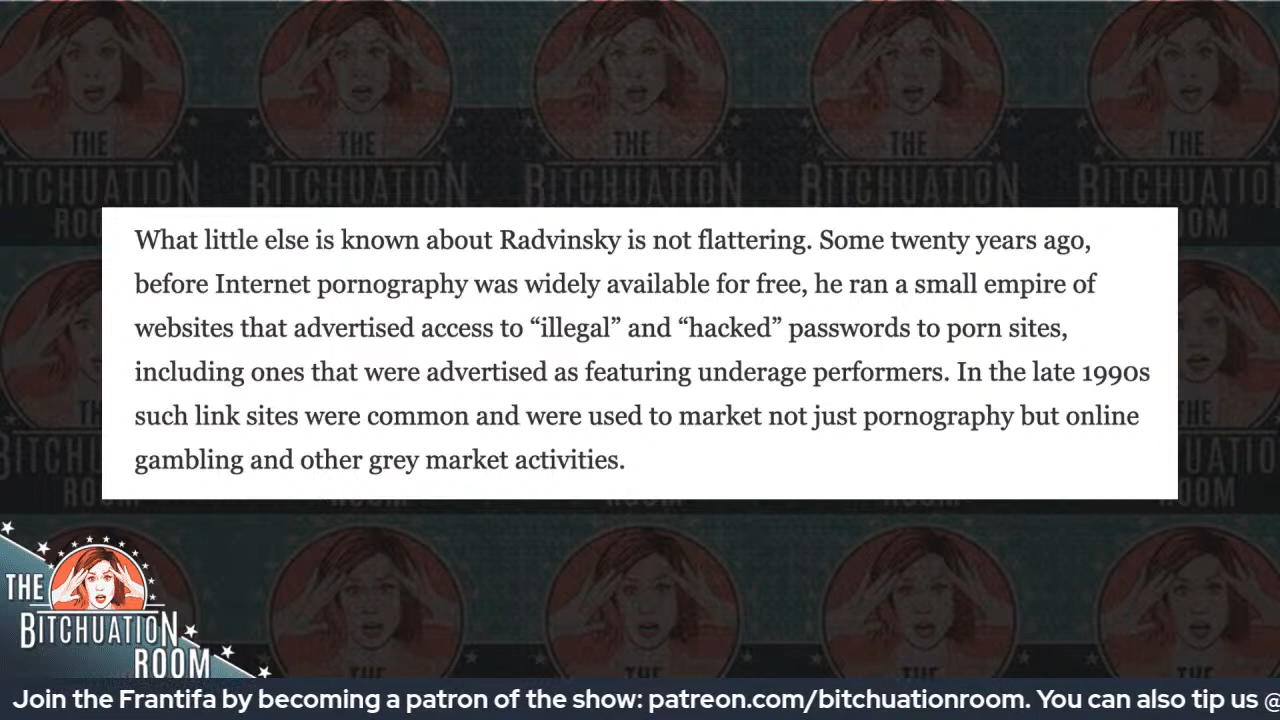 What little else is known about Radvinsky is not flattering. Some twenty years ago,
before Internet pornography was widely available for free, he ran a small empire of
websites that advertised access to “illegal” and “hacked” passwords to porn sites,
including ones that were advertised as featuring underage performers. In the late 1990s
such link sites were common and were used to market not just pornography but online
gambling and other grey market activities.
THE
BITCHUATION
ROOM
Join the Frantifa by becoming a patron of the show: patreon.com/bitchuationroom. You can also tip us @